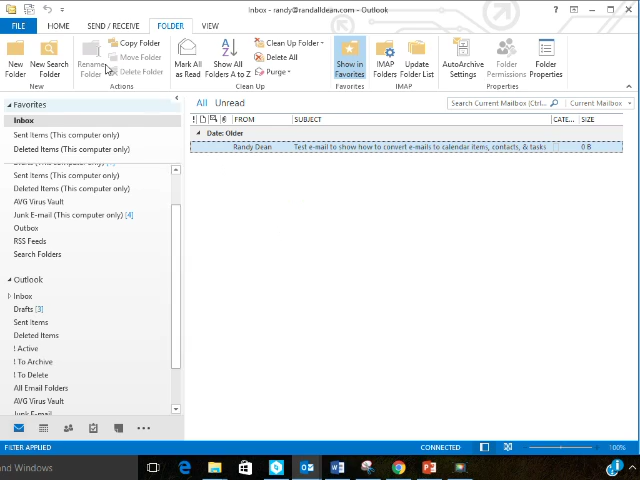 Inbox - randy@randalldean.com - Outlook
FILE HOME SEND / RECEIVE FOLDER VIEW
New Folder
New Search Folder
New
Rename Folder
Copy Folder
Move Folder
Delete Folder
Actions
Mark All as Read
Show All Folders A to Z
Clean Up Folder
Delete All
Purge
Clean Up
Show in Favorites
Favorites
IMAP Folders
Update Folder List
IMAP
AutoArchive Settings
Folder Permissions
Folder Properties
Properties
Favorites
Inbox
Sent Items (This computer only)
Deleted Items (This computer only)
Sent Items (This computer only)
Deleted Items (This computer only)
AVG Virus Vault
Junk E-mail (This computer only) [4]
Outbox
RSS Feeds
Search Folders
Outlook
Inbox
Drafts [3]
Sent Items
Deleted Items
! Active
! To Archive
! To Delete
All Email Folders
AVG Virus Vault
Junk E-mail
All Unread
Search Current Mailbox (Ctrl... Current Mailbox
! FROM SUBJECT CATE... SIZE
Date: Older
Randy Dean Test e-mail to show how to convert e-mails to calendar items, contacts, & tasks 0 B
FILTER APPLIED CONNECTED 100%
and Windows